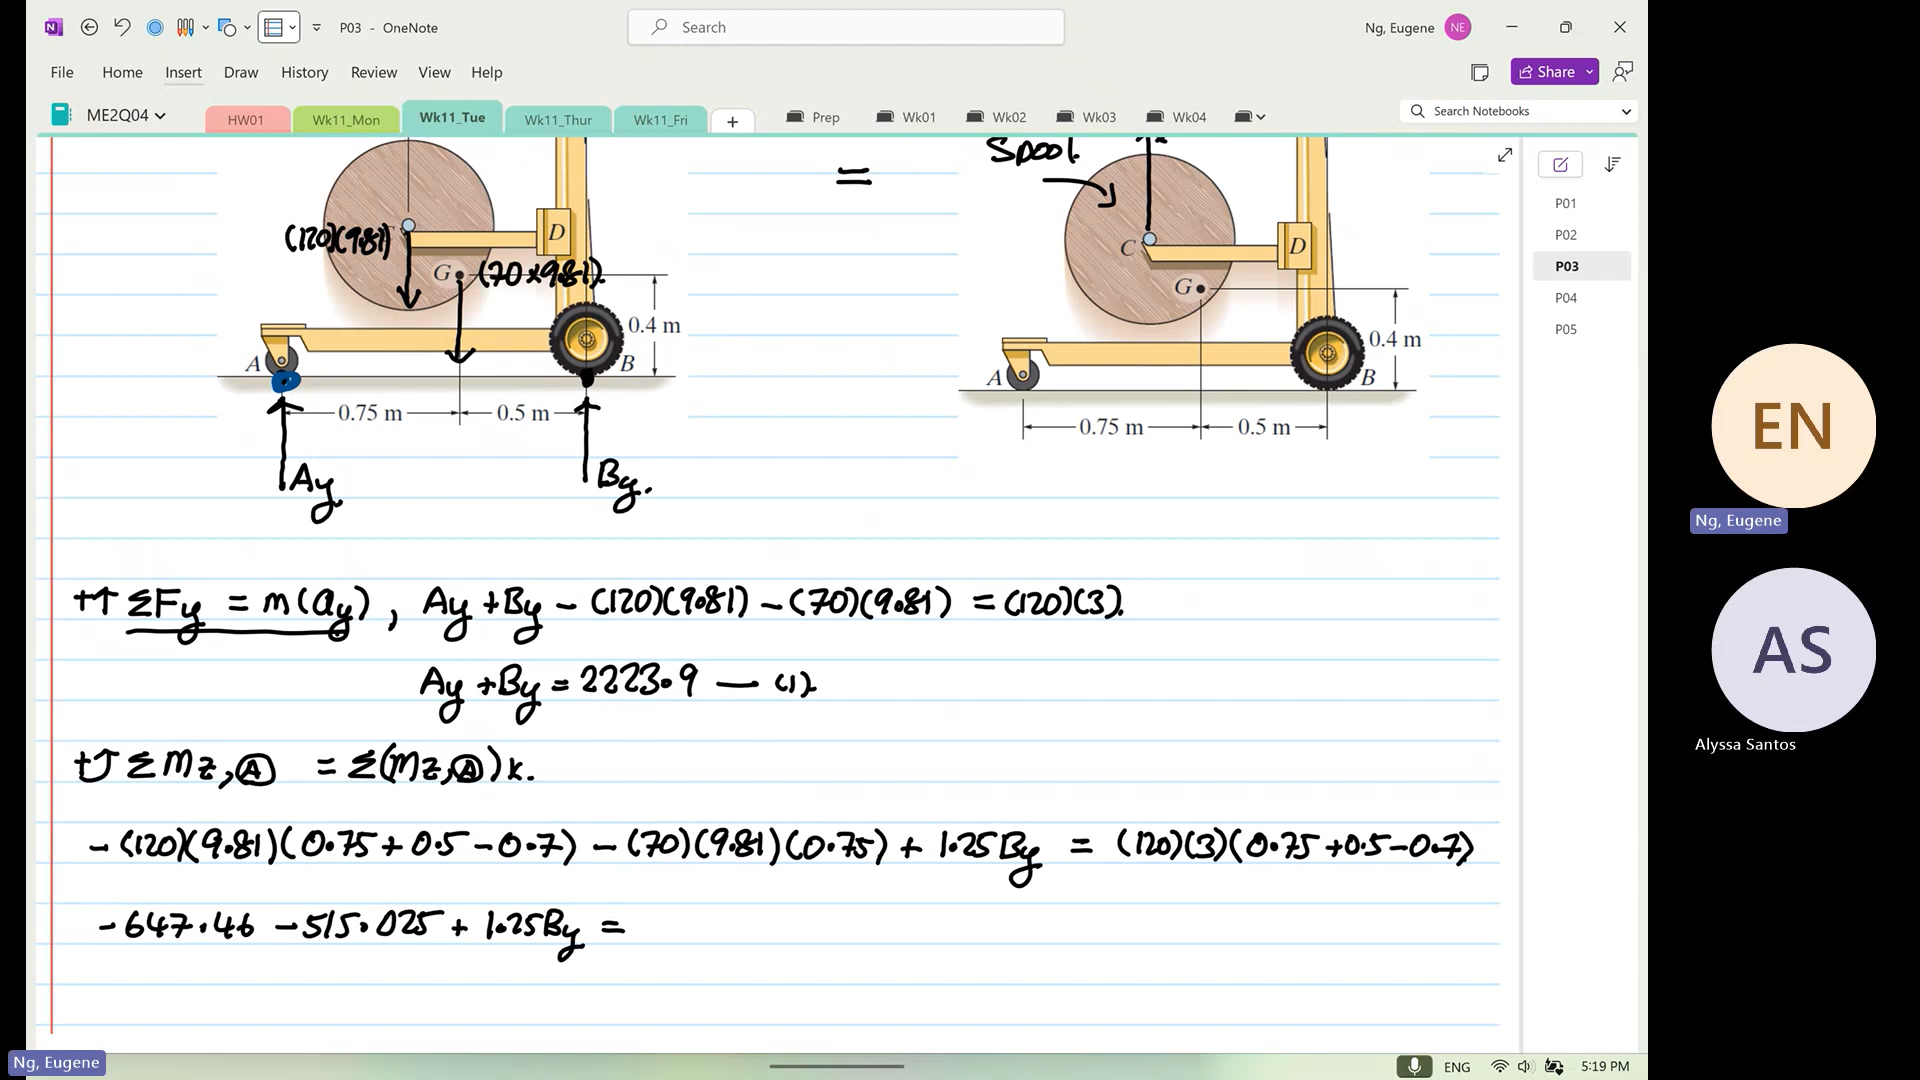 P03 - OneNote
Search
Ng, Eugene
NE
File Home Insert Draw History Review View Help
Share
ME2Q04
HW01 Wk11_Mon Wk11_Tue Wk11_Thur Wk11_Fri + Prep Wk01 Wk02 Wk03 Wk04
Search Notebooks
P01
P02
P03
P04
P05
(120)(9.81)
D
G
(70×9.81)
0.4 m
A
B
0.75 m
0.5 m
Ay
By.
=
Spool.
C
D
G
0.4 m
A
B
0.75 m
0.5 m
+↑ ΣFy = m(ay) , Ay + By - (120)(9.81) - (70)(9.81) = (120)(3).
Ay + By = 2223.9 — (1)
+↺ ΣMz,Ⓐ = Σ(Mz,Ⓐ)k.
- (120)(9.81)(0.75 + 0.5 - 0.7) - (70)(9.81)(0.75) + 1.25By = (120)(3)(0.75 + 0.5 - 0.7)
- 647.46 - 515.025 + 1.25By =
EN
Ng, Eugene
AS
Alyssa Santos
Ng, Eugene
ENG
5:19 PM